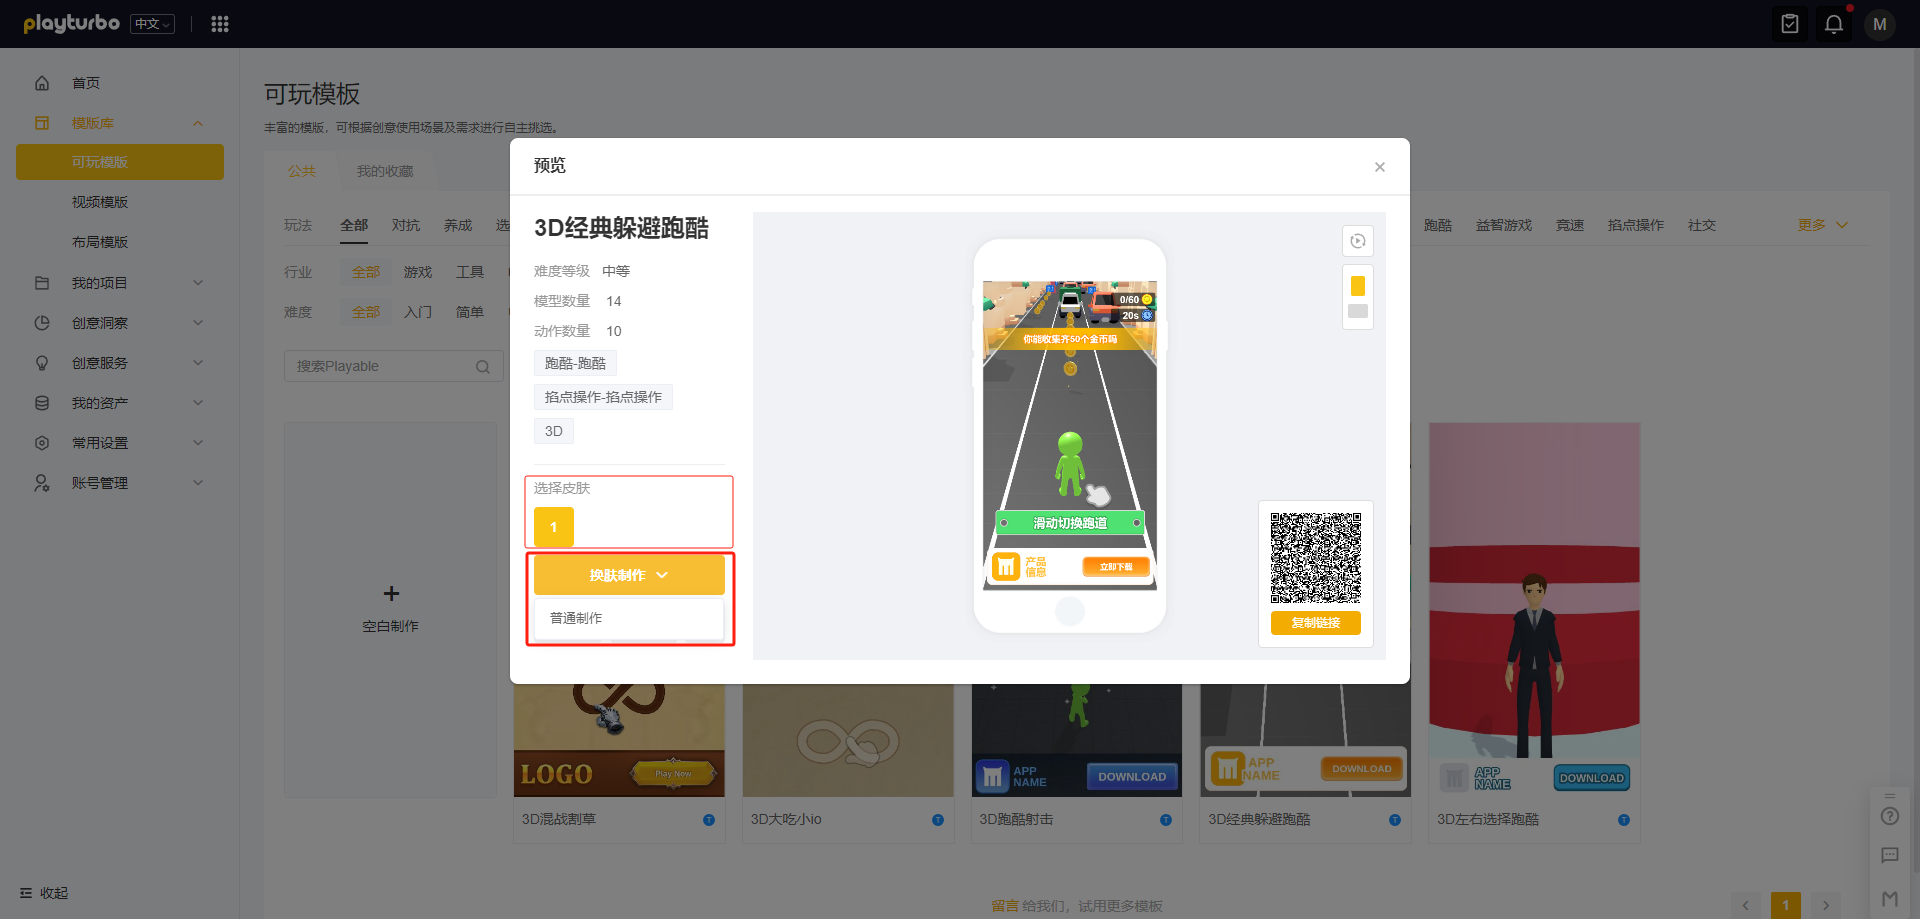 playturbo
中文
M
首页
模版库
可玩模版
视频模版
布局模版
我的项目
创意洞察
创意服务
我的资产
常用设置
账号管理
收起
可玩模板
丰富的模版，可根据创意使用场景及需求进行自主挑选。
公共
我的收藏
玩法 全部 对抗 养成 选
跑酷 益智游戏 竞速 掐点操作 社交 更多
行业 全部 游戏 工具
难度 全部 入门 简单
搜索Playable
预览
3D经典躲避跑酷
难度等级 中等
模型数量 14
动作数量 10
跑酷-跑酷
掐点操作-掐点操作
3D
选择皮肤
1
换肤制作
普通制作
0/60
20s
你能收集齐50个金币吗
滑动切换跑道
产品
信息
立即下载
复制链接
+
空白制作
LOGO
Play Now
APP
NAME
DOWNLOAD
APP
NAME
DOWNLOAD
APP
NAME
DOWNLOAD
3D混战割草
T
3D大吃小io
T
3D跑酷射击
T
3D经典躲避跑酷
T
3D左右选择跑酷
T
留言 给我们，试用更多模板
1